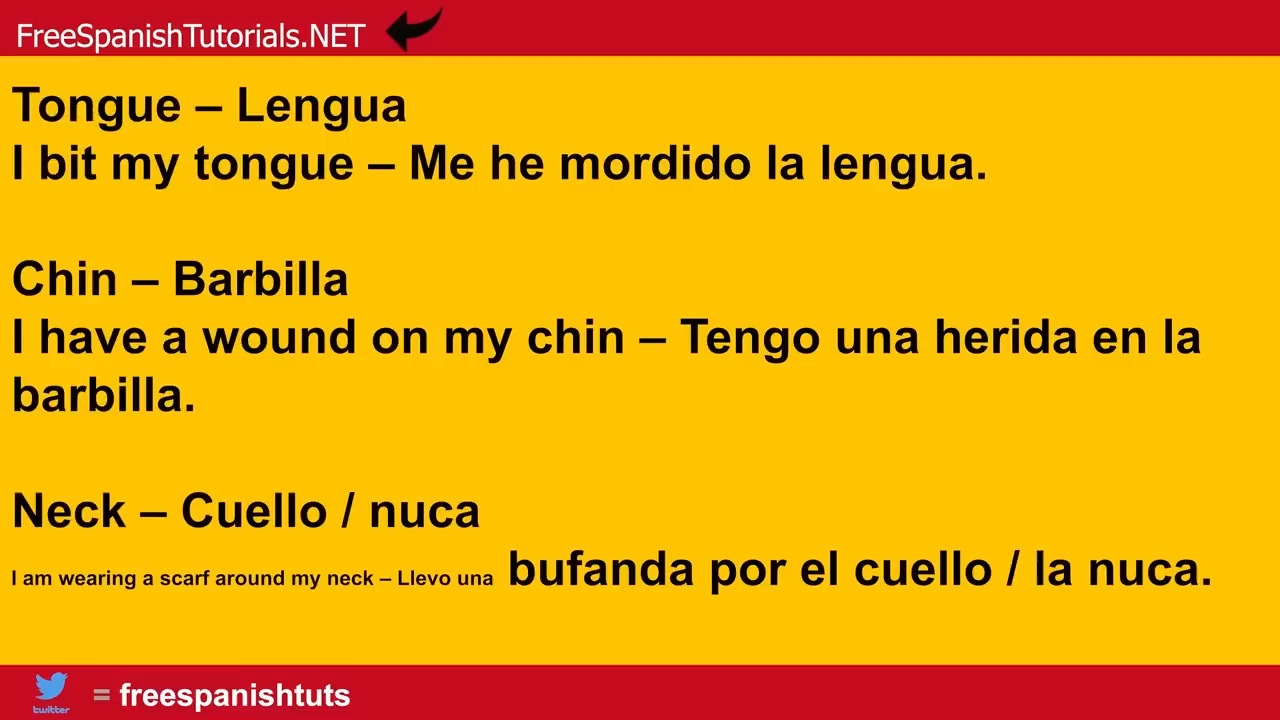 FreeSpanishTutorials.NET
Tongue – Lengua
I bit my tongue – Me he mordido la lengua.
Chin – Barbilla
I have a wound on my chin – Tengo una herida en la
barbilla.
Neck – Cuello / nuca
I am wearing a scarf around my neck – Llevo una bufanda por el cuello / la nuca.
twitter = freespanishtuts